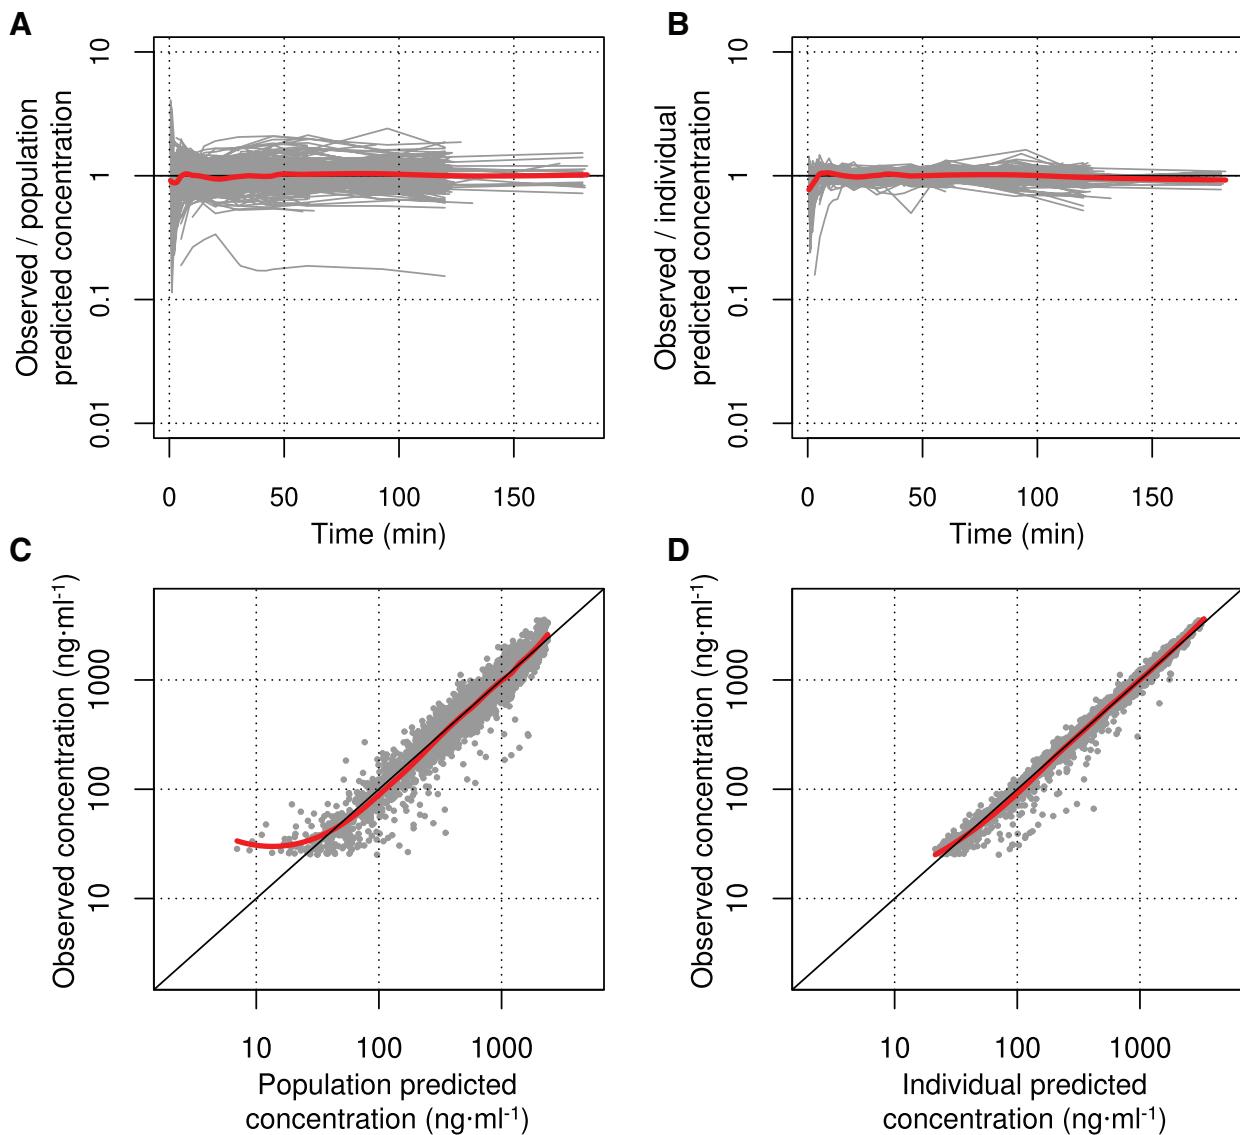 A
Observed / population
predicted concentration
10
1
0.1
0.01
0 50 100 150
Time (min)
B
Observed / individual
predicted concentration
10
1
0.1
0.01
0 50 100 150
Time (min)
C
Observed concentration (ng·ml⁻¹)
1000
100
10
10 100 1000
Population predicted
concentration (ng·ml⁻¹)
D
Observed concentration (ng·ml⁻¹)
1000
100
10
10 100 1000
Individual predicted
concentration (ng·ml⁻¹)